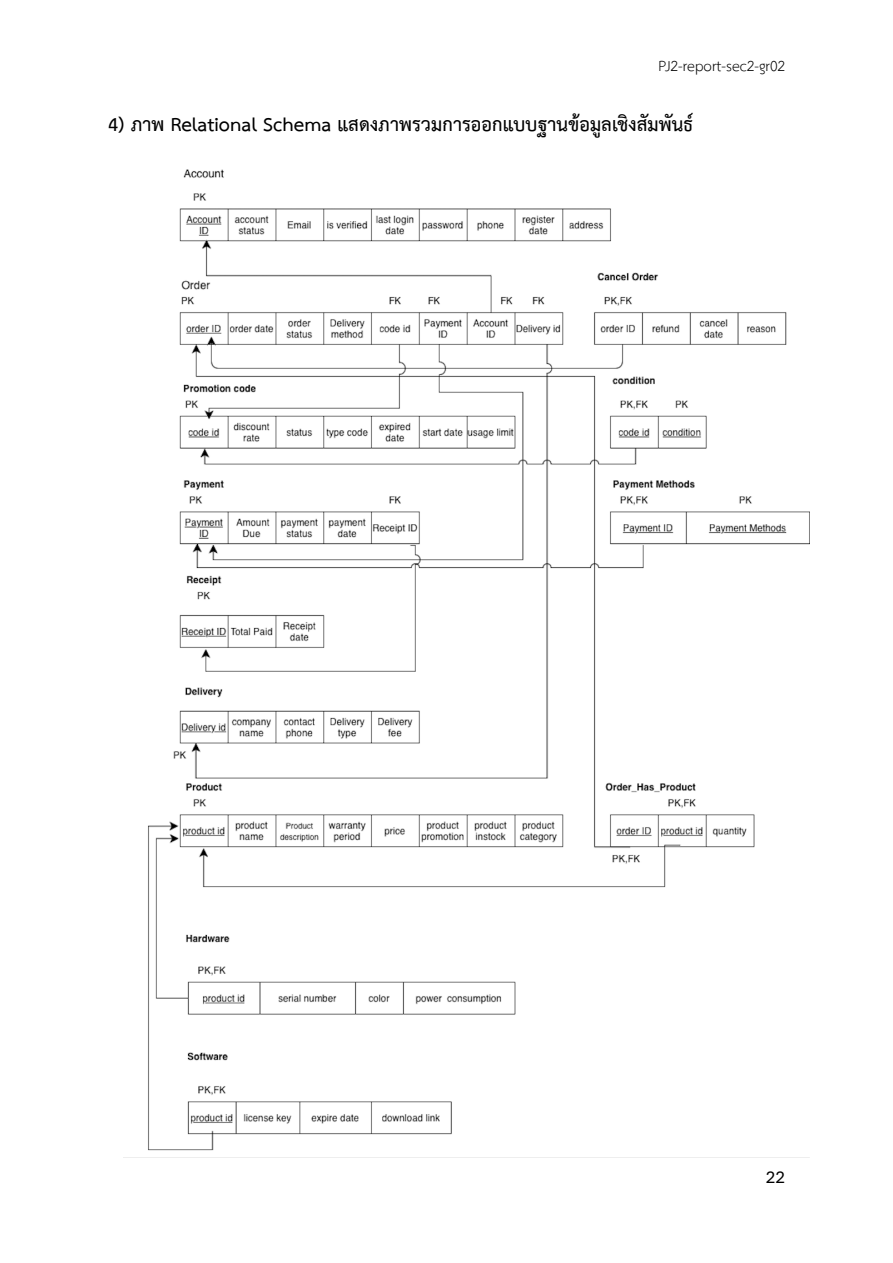 PJ2-report-sec2-gr02
4) ภาพ Relational Schema แสดงภาพรวมการออกแบบฐานข้อมูลเชิงสัมพันธ์
Account
PK
Account ID account status Email is verified last login date password phone register date address
Order
PK FK FK FK FK
order ID order date order status Delivery method code id Payment ID Account ID Delivery id
Cancel Order
PK,FK
order ID refund cancel date reason
Promotion code
PK
code id discount rate status type code expired date start date usage limit
condition
PK,FK PK
code id condition
Payment
PK FK
Payment ID Amount Due payment status payment date Receipt ID
Payment Methods
PK,FK PK
Payment ID Payment Methods
Receipt
PK
Receipt ID Total Paid Receipt date
Delivery
Delivery id company name contact phone Delivery type Delivery fee
PK
Product
PK
product id product name Product description warranty period price product promotion product instock product category
Order_Has_Product
PK,FK
order ID product id quantity
PK,FK
Hardware
PK,FK
product id serial number color power consumption
Software
PK,FK
product id license key expire date download link
22